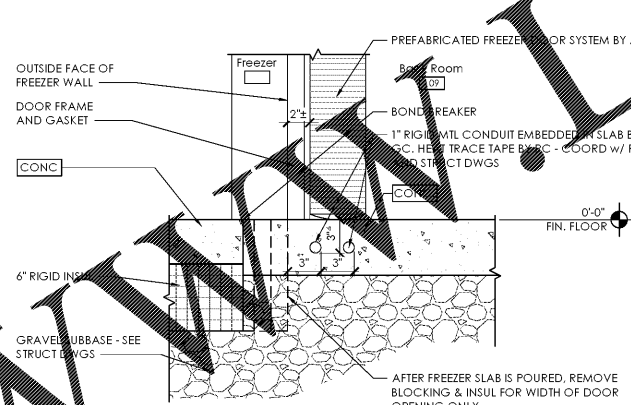 PREFABRICATED FREEZER DOOR SYSTEM BY
Freezer
OUTSIDE FACE OF
FREEZER WALL
Room
09
DOOR FRAME
AND GASKET
2"±
BOND BREAKER
1" RIGID MTL CONDUIT EMBEDDED IN SLAB
GC. HEAT TRACE TAPE BY RC - COORD w/
AND STRUCT DWGS
CONC
CONC
0'-0"
FIN. FLOOR
3"
3"
3"
6" RIGID INSUL
GRAVEL SUBBASE - SEE
STRUCT DWGS
AFTER FREEZER SLAB IS POURED, REMOVE
BLOCKING & INSUL FOR WIDTH OF DOOR
OPENING ONLY
WWW.